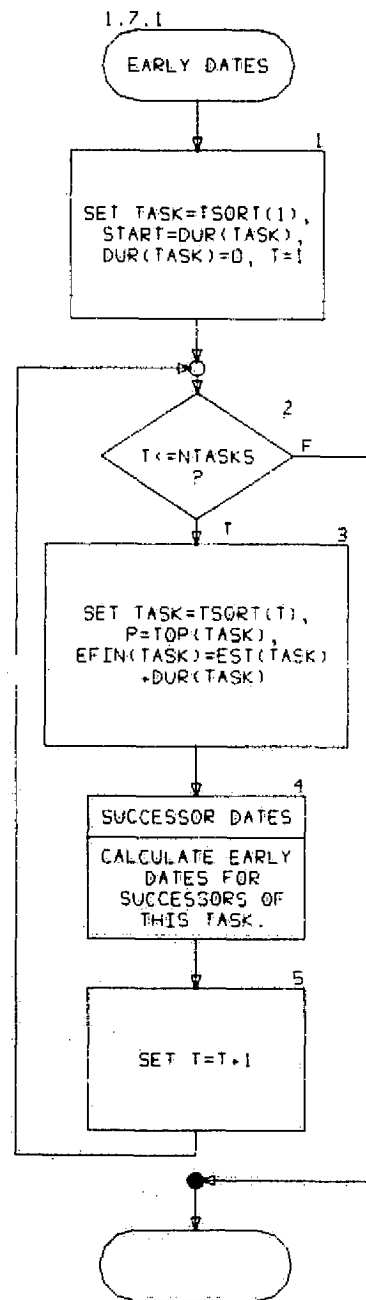 1.7.1
EARLY DATES
1
SET TASK=TSORT(1),
START=DUR(TASK),
DUR(TASK)=0, T=1
2
T<=NTASKS
?
F
T
3
SET TASK=TSORT(T),
P=TOP(TASK),
EFIN(TASK)=EST(TASK)
+DUR(TASK)
4
SUCCESSOR DATES
CALCULATE EARLY
DATES FOR
SUCCESSORS OF
THIS TASK.
5
SET T=T+1